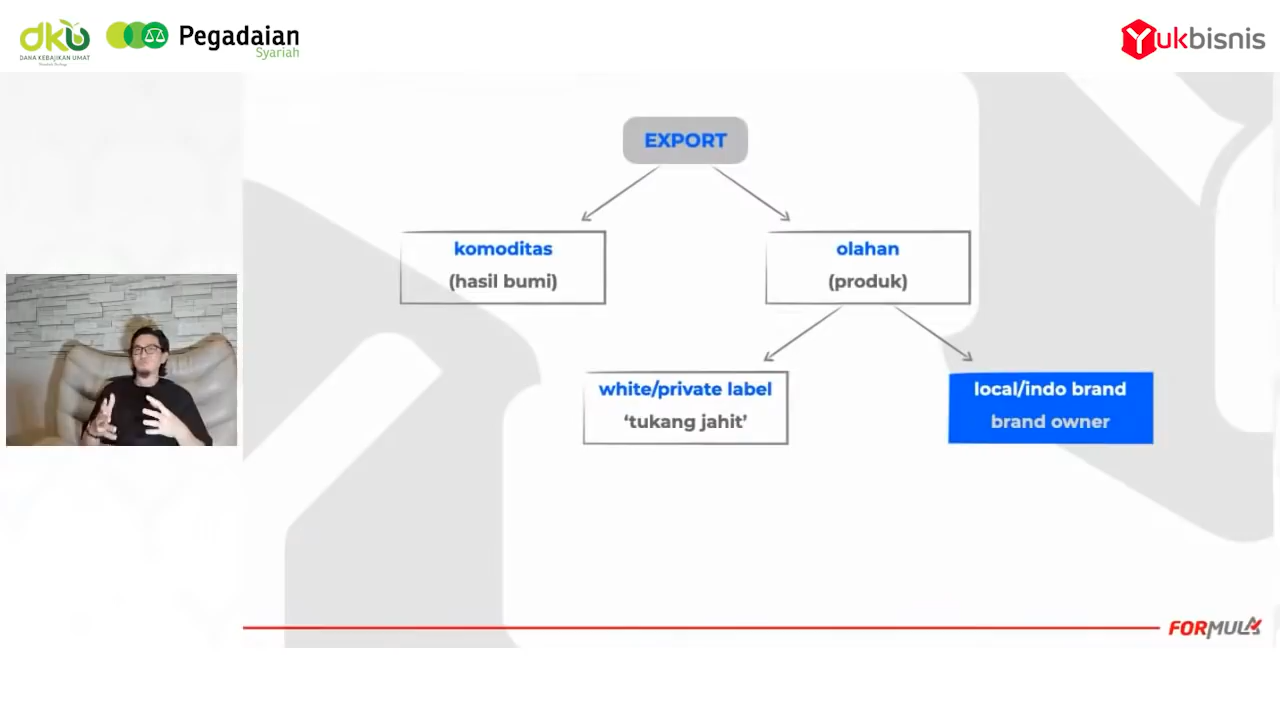 dku
DANA KEBAJIKAN UMAT
Pegadaian
Syariah
Yukbisnis
EXPORT
komoditas
(hasil bumi)
olahan
(produk)
white/private label
‘tukang jahit’
local/indo brand
brand owner
FORMULA